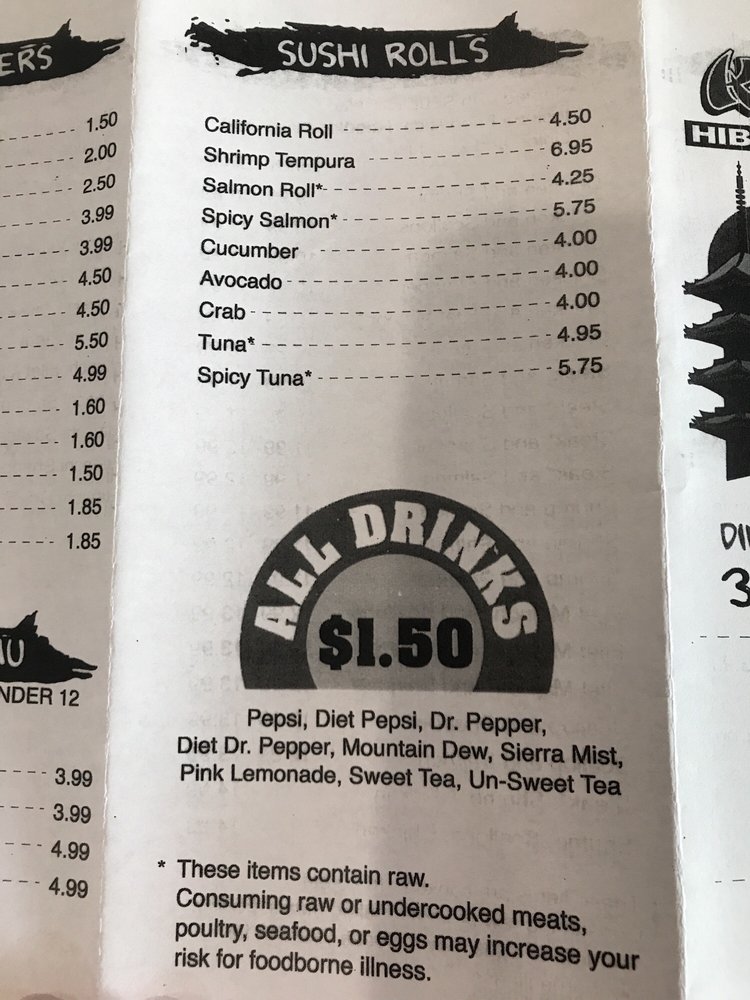 ERS
1.50
2.00
2.50
3.99
3.99
4.50
4.50
5.50
4.99
1.60
1.60
1.50
1.85
1.85
NDER 12
3.99
3.99
4.99
4.99
SUSHI ROLLS
California Roll 4.50
Shrimp Tempura 6.95
Salmon Roll* 4.25
Spicy Salmon* 5.75
Cucumber 4.00
Avocado 4.00
Crab 4.00
Tuna* 4.95
Spicy Tuna* 5.75
ALL DRINKS
$1.50
Pepsi, Diet Pepsi, Dr. Pepper,
Diet Dr. Pepper, Mountain Dew, Sierra Mist,
Pink Lemonade, Sweet Tea, Un-Sweet Tea
* These items contain raw.
Consuming raw or undercooked meats,
poultry, seafood, or eggs may increase your
risk for foodborne illness.
HIB
DI
3